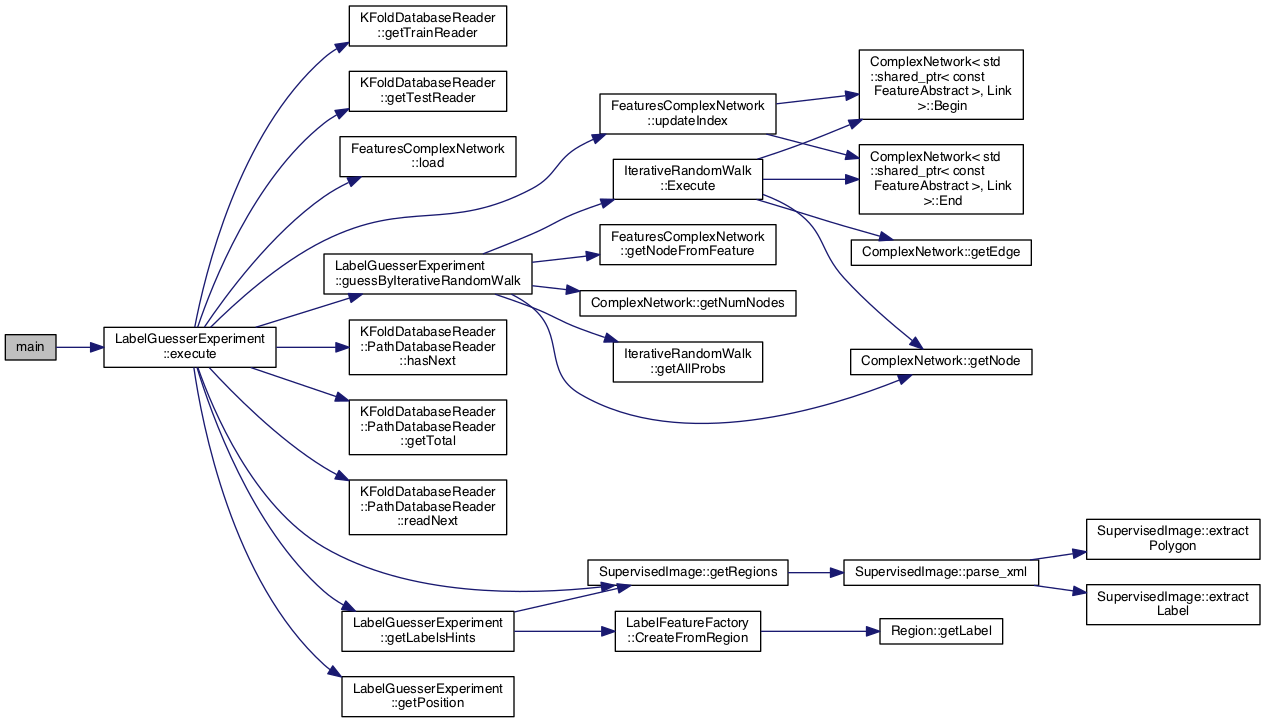 main
LabelGuesserExperiment
::execute
KFoldDatabaseReader
::getTrainReader
KFoldDatabaseReader
::getTestReader
FeaturesComplexNetwork
::load
LabelGuesserExperiment
::guessByIterativeRandomWalk
KFoldDatabaseReader
::PathDatabaseReader
::hasNext
KFoldDatabaseReader
::PathDatabaseReader
::getTotal
KFoldDatabaseReader
::PathDatabaseReader
::readNext
LabelGuesserExperiment
::getLabelsHints
LabelGuesserExperiment
::getPosition
FeaturesComplexNetwork
::updateIndex
IterativeRandomWalk
::Execute
FeaturesComplexNetwork
::getNodeFromFeature
ComplexNetwork::getNumNodes
IterativeRandomWalk
::getAllProbs
SupervisedImage::getRegions
LabelFeatureFactory
::CreateFromRegion
ComplexNetwork< std
::shared_ptr< const
FeatureAbstract >, Link
>::Begin
ComplexNetwork< std
::shared_ptr< const
FeatureAbstract >, Link
>::End
ComplexNetwork::getEdge
ComplexNetwork::getNode
SupervisedImage::parse_xml
Region::getLabel
SupervisedImage::extract
Polygon
SupervisedImage::extract
Label